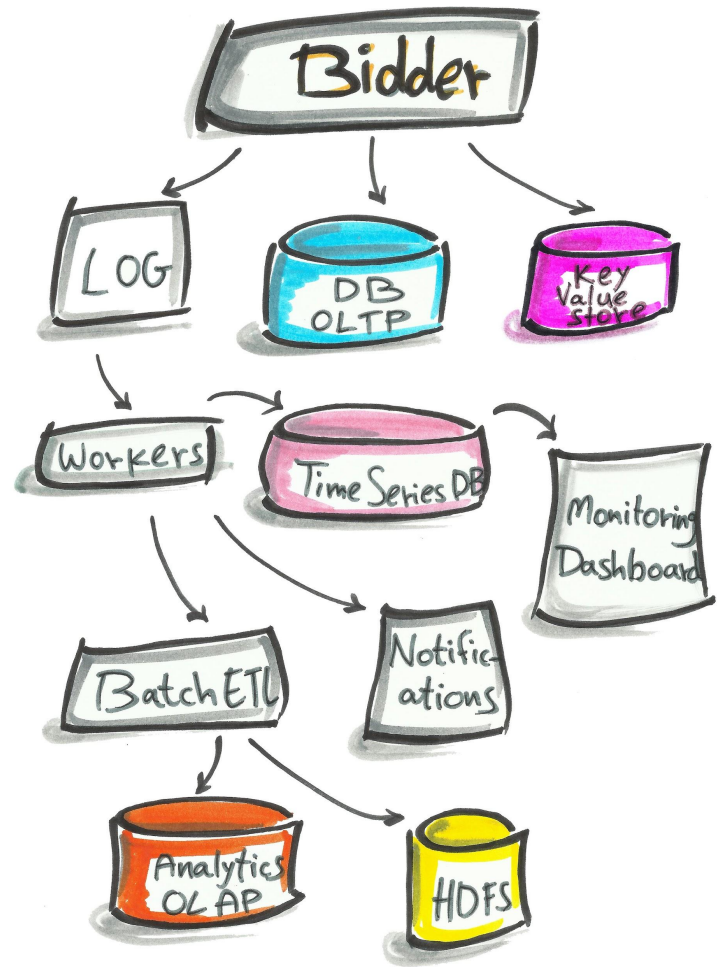 Bidder
LOG
DB
OLTP
Key
Value
store
Workers
Time Series DB
Monitoring
Dashboard
Batch ETL
Notific-
ations
Analytics
OLAP
HDFS